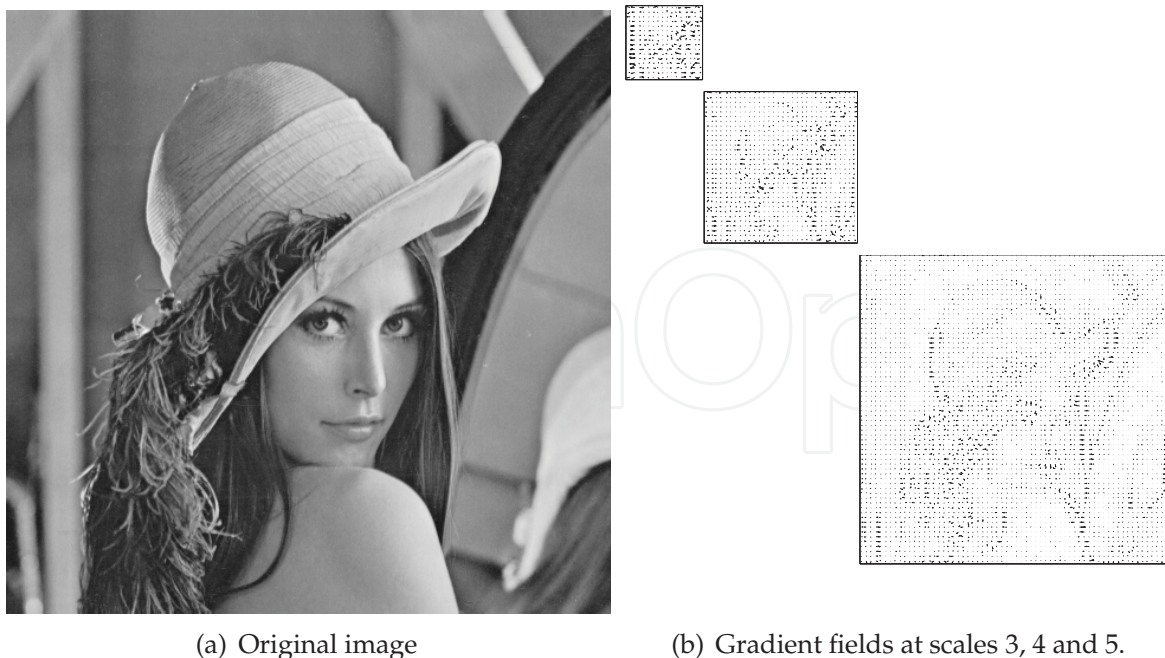 (a) Original image
(b) Gradient fields at scales 3, 4 and 5.